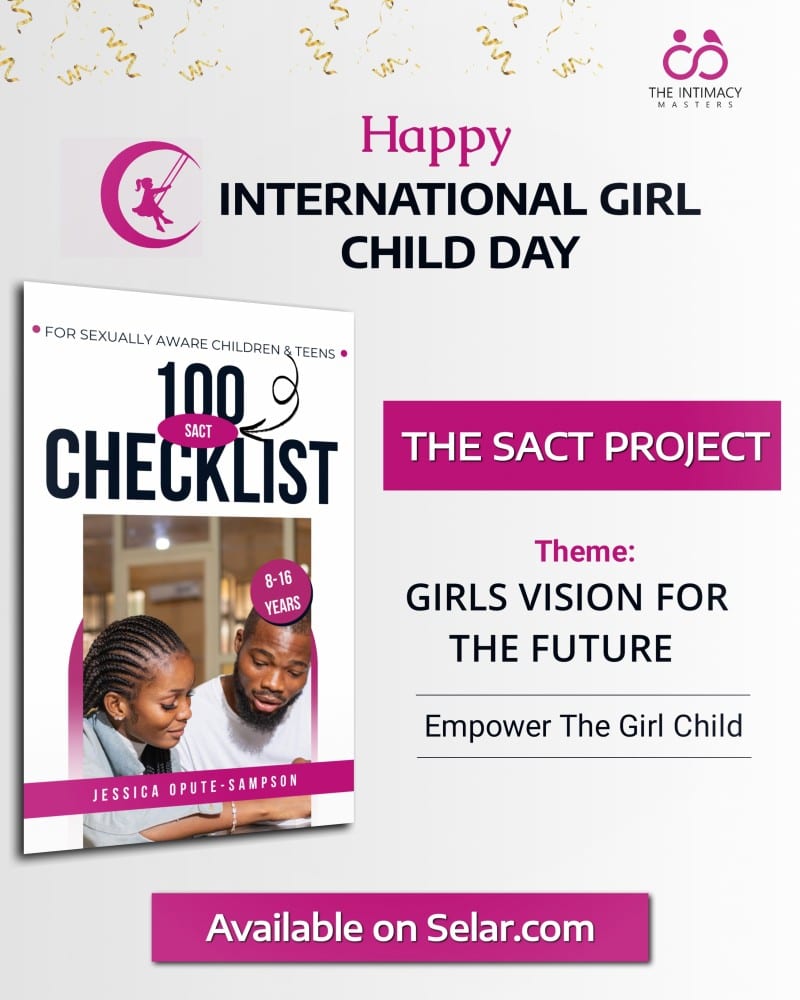 THE INTIMACY
MASTERS
Happy
INTERNATIONAL GIRL
CHILD DAY
• FOR SEXUALLY AWARE CHILDREN & TEENS •
100
SACT
CHECKLIST
8-16
YEARS
JESSICA OPUTE-SAMPSON
THE SACT PROJECT
Theme:
GIRLS VISION FOR
THE FUTURE
Empower The Girl Child
Available on Selar.com